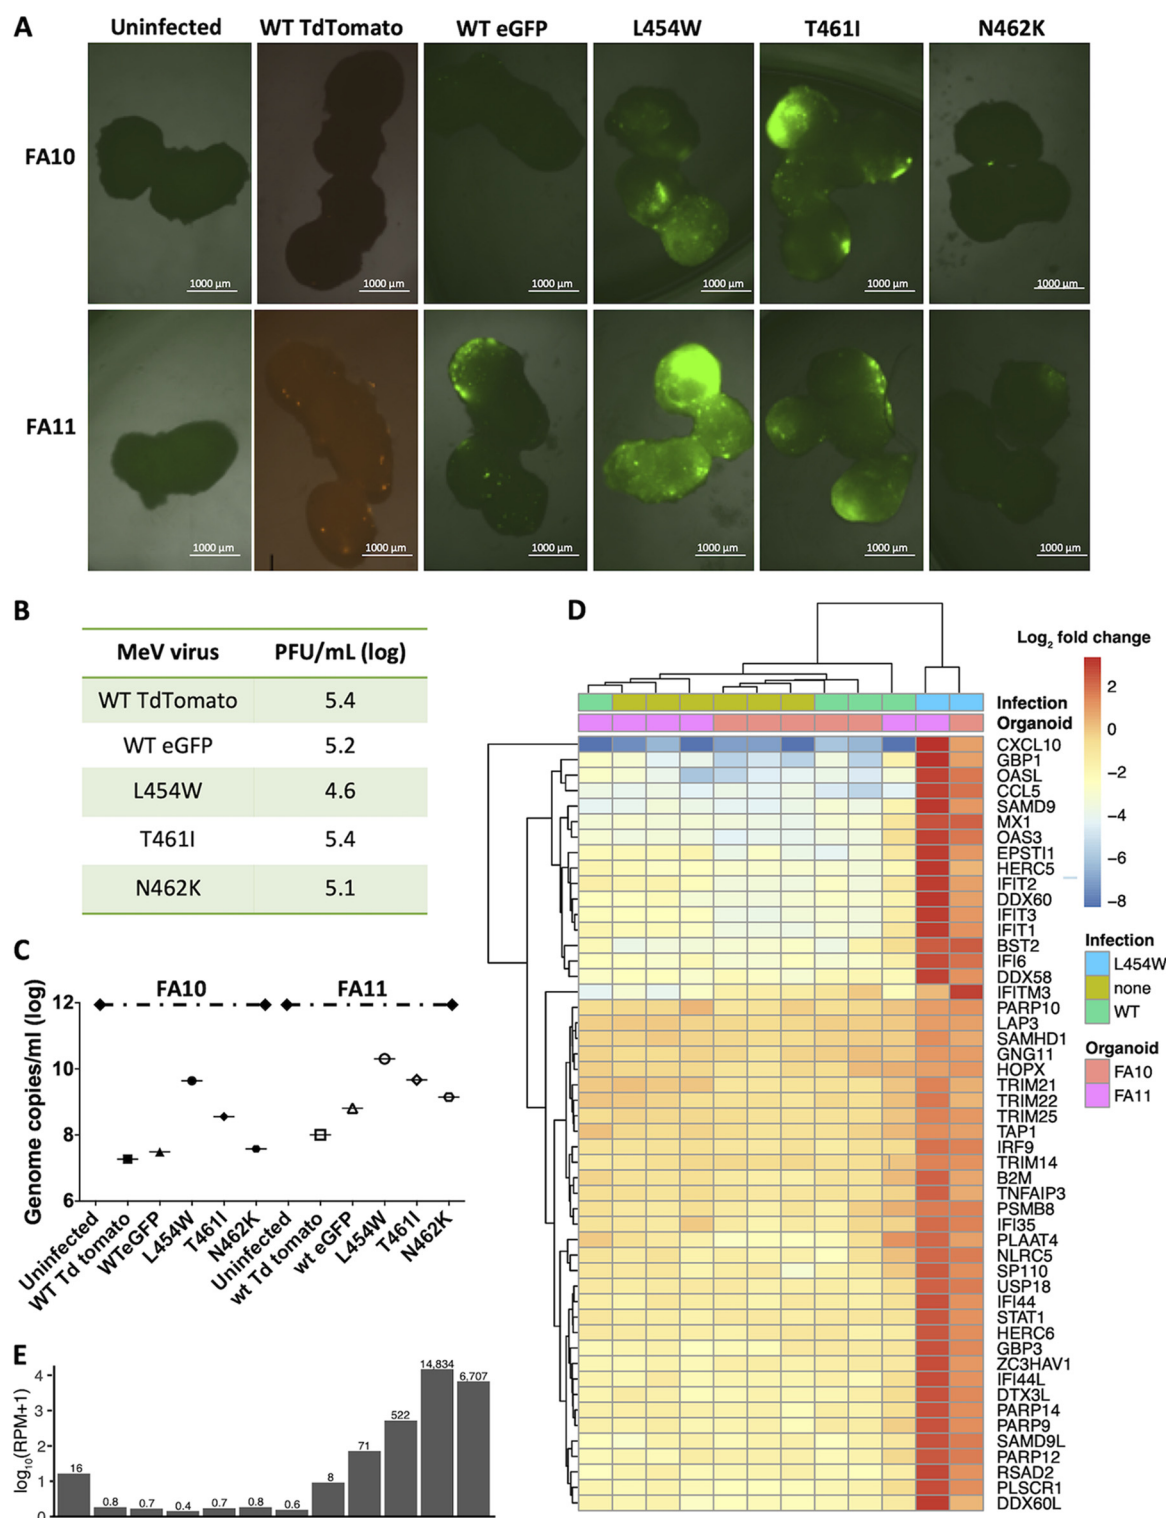 A
Uninfected WT TdTomato WT eGFP L454W T461I N462K
FA10
1000 µm 1000 µm 1000 µm 1000 µm 1000 µm 1000 µm
FA11
1000 µm 1000 µm 1000 µm 1000 µm 1000 µm 1000 µm
B
MeV virus PFU/mL (log)
WT TdTomato 5.4
WT eGFP 5.2
L454W 4.6
T461I 5.4
N462K 5.1
C
FA10 FA11
Genome copies/ml (log)
12
10
8
6
Uninfected
WT Td tomato
WTeGFP
L454W
T461I
N462K
Uninfected
wt Td tomato
wt eGFP
L454W
T461I
N462K
D
Log2 fold change
2
0
−2
−4
−6
−8
Infection
Organoid
CXCL10
GBP1
OASL
CCL5
SAMD9
MX1
OAS3
EPSTI1
HERC5
IFIT2
DDX60
IFIT3
IFIT1
BST2
IFI6
DDX58
IFITM3
PARP10
LAP3
SAMHD1
GNG11
HOPX
TRIM21
TRIM22
TRIM25
TAP1
IRF9
TRIM14
B2M
TNFAIP3
PSMB8
IFI35
PLAAT4
NLRC5
SP110
USP18
IFI44
STAT1
HERC6
GBP3
ZC3HAV1
IFI44L
DTX3L
PARP14
PARP9
SAMD9L
PARP12
RSAD2
PLSCR1
DDX60L
Infection
L454W
none
WT
Organoid
FA10
FA11
E
log10(RPM+1)
4
3
2
1
0
16 0.8 0.7 0.4 0.7 0.8 0.6 8 71 522 14,834 6,707